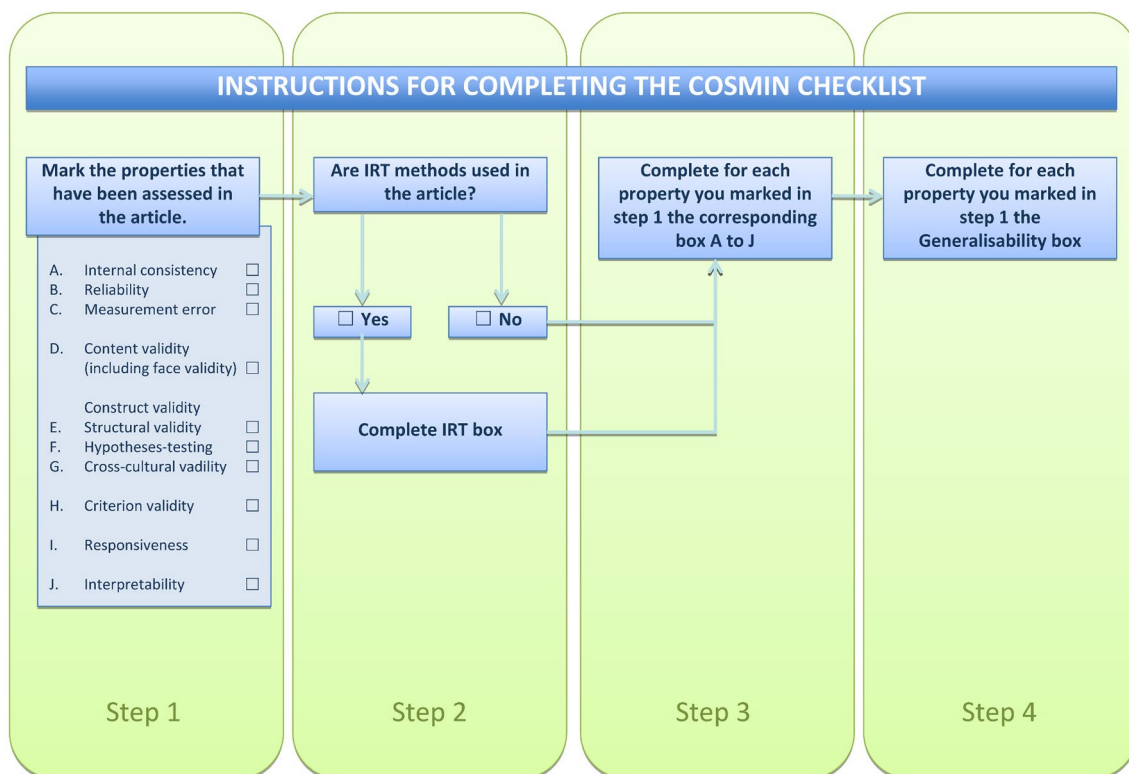 INSTRUCTIONS FOR COMPLETING THE COSMIN CHECKLIST
Mark the properties that
have been assessed in
the article.
A. Internal consistency ☐
B. Reliability ☐
C. Measurement error ☐
D. Content validity
(including face validity) ☐
Construct validity
E. Structural validity ☐
F. Hypotheses-testing ☐
G. Cross-cultural vadility ☐
H. Criterion validity ☐
I. Responsiveness ☐
J. Interpretability ☐
Step 1
Are IRT methods used in
the article?
☐ Yes
☐ No
Complete IRT box
Step 2
Complete for each
property you marked in
step 1 the corresponding
box A to J
Step 3
Complete for each
property you marked in
step 1 the
Generalisability box
Step 4